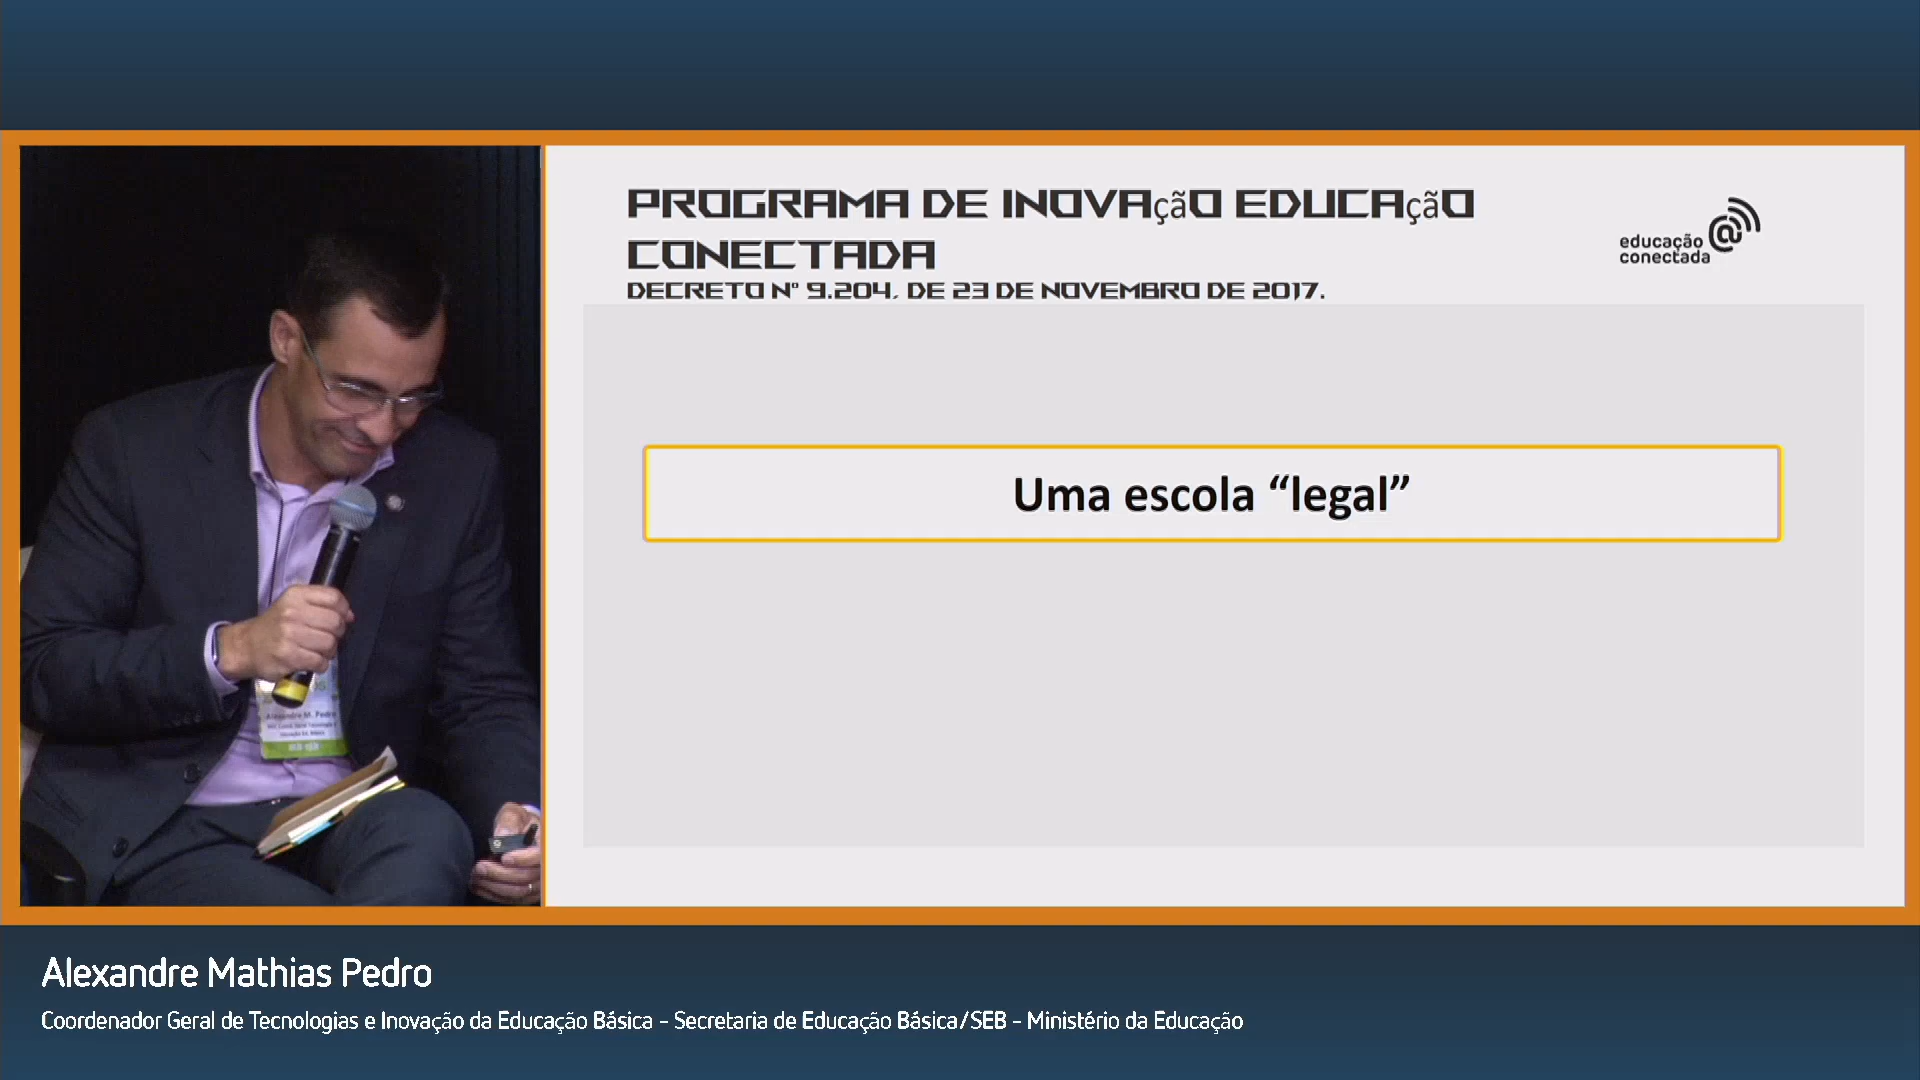 PROGRAMA DE INOVAçãO EDUCAçãO
CONECTADA
DECRETO Nº 9.204, DE 23 DE NOVEMBRO DE 2017.
educação
conectada
Uma escola “legal”
Alexandre M. Pedro
Alexandre Mathias Pedro
Coordenador Geral de Tecnologias e Inovação da Educação Básica - Secretaria de Educação Básica/SEB - Ministério da Educação